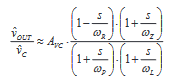 v̂_OUT / v̂_C ≈ A_VC · ((1 − s/ω_R) · (1 + s/ω_z)) / ((1 + s/ω_P) · (1 + s/ω_L))